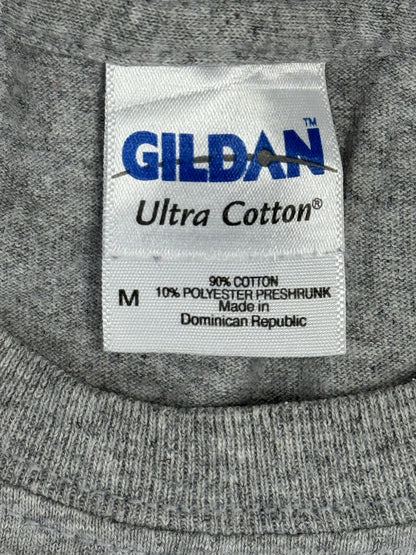 GILDAN™
Ultra Cotton®
90% COTTON
M 10% POLYESTER PRESHRUNK
Made in
Dominican Republic